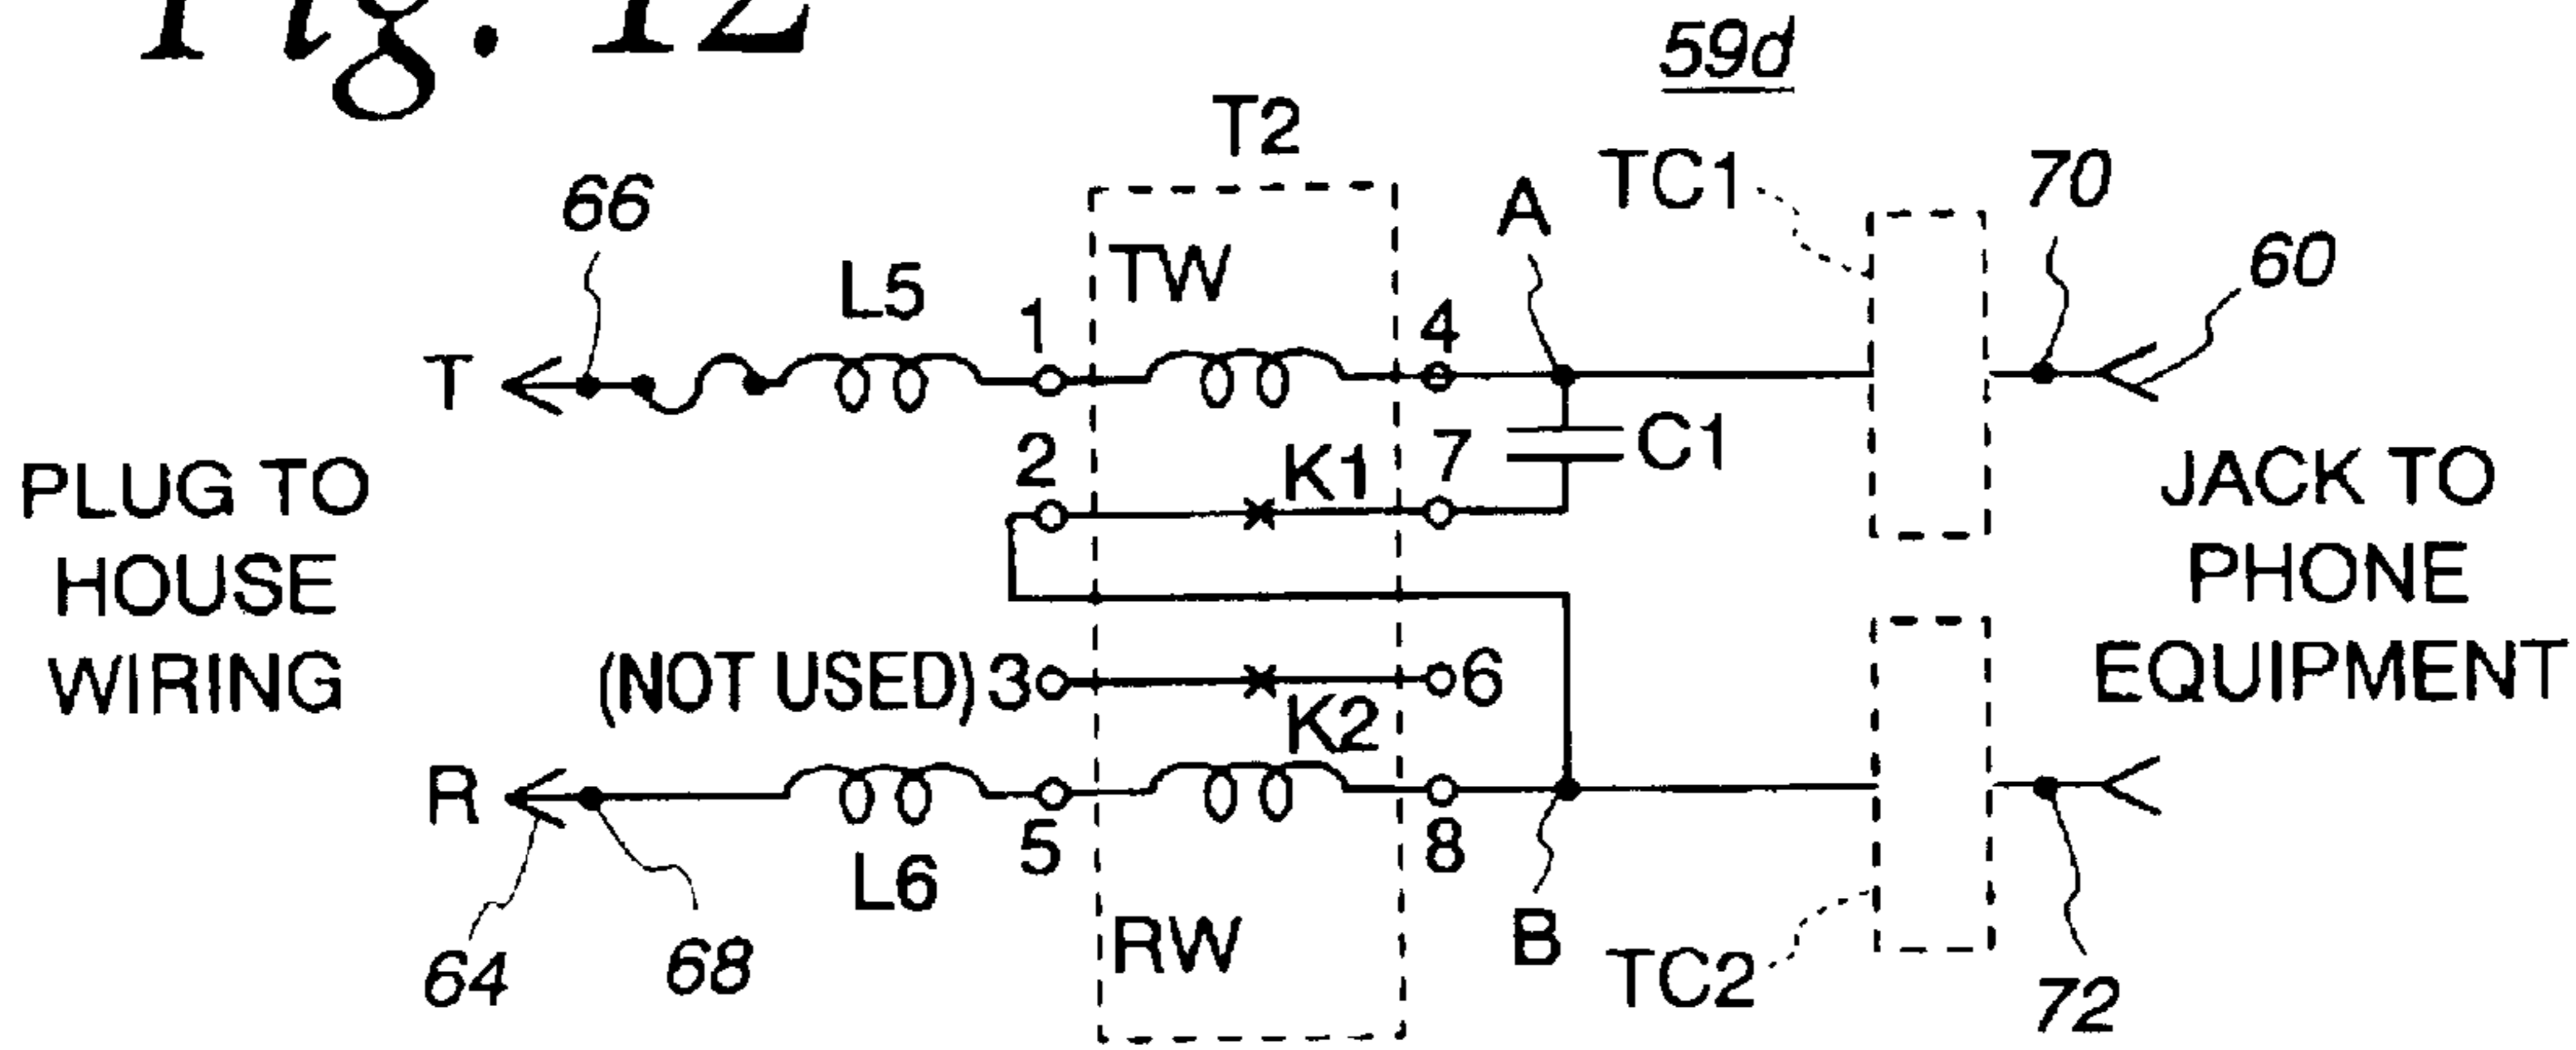 Fig. 12
59d
T2
TC1
70
66
A
60
TW
L5
1
4
T
2
K1
7
C1
PLUG TO
HOUSE
WIRING
JACK TO
PHONE
EQUIPMENT
(NOT USED) 3
6
K2
R
5
8
L6
RW
B
64
68
TC2
72